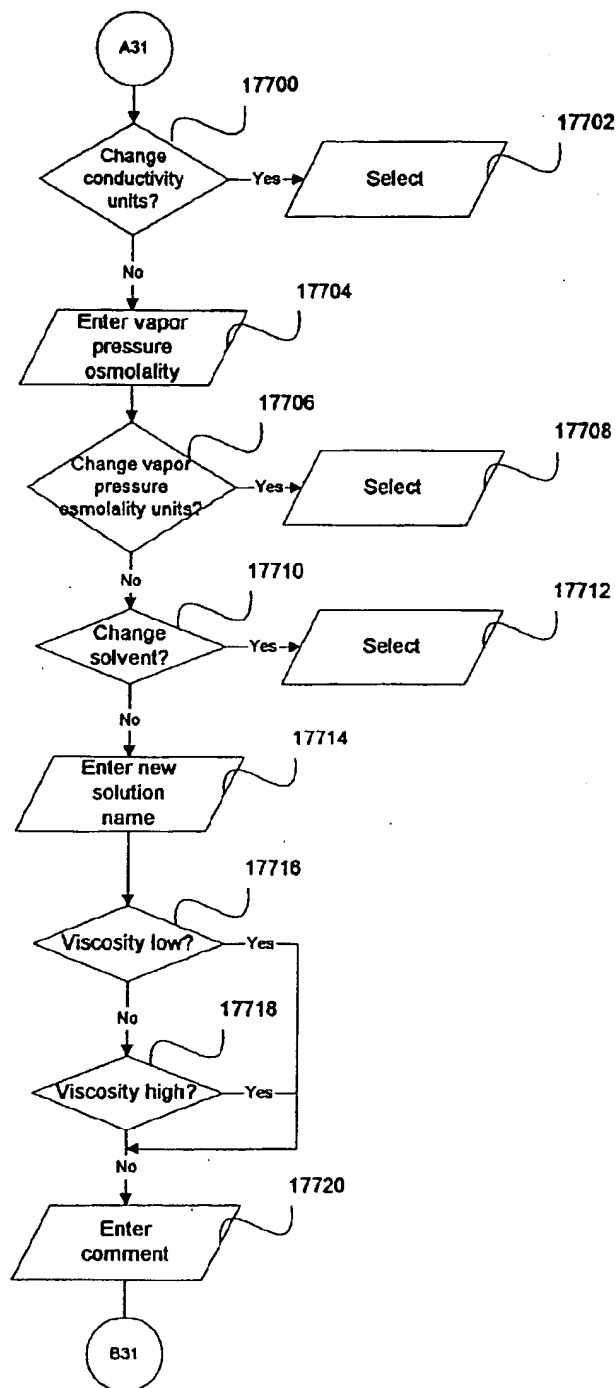 A31
17700
Change
conductivity
units?
Yes
17702
Select
No
17704
Enter vapor
pressure
osmolality
17706
Change vapor
pressure
osmolality units?
Yes
17708
Select
No
17710
Change
solvent?
Yes
17712
Select
No
17714
Enter new
solution
name
17716
Viscosity low?
Yes
No
17718
Viscosity high?
Yes
No
17720
Enter
comment
B31